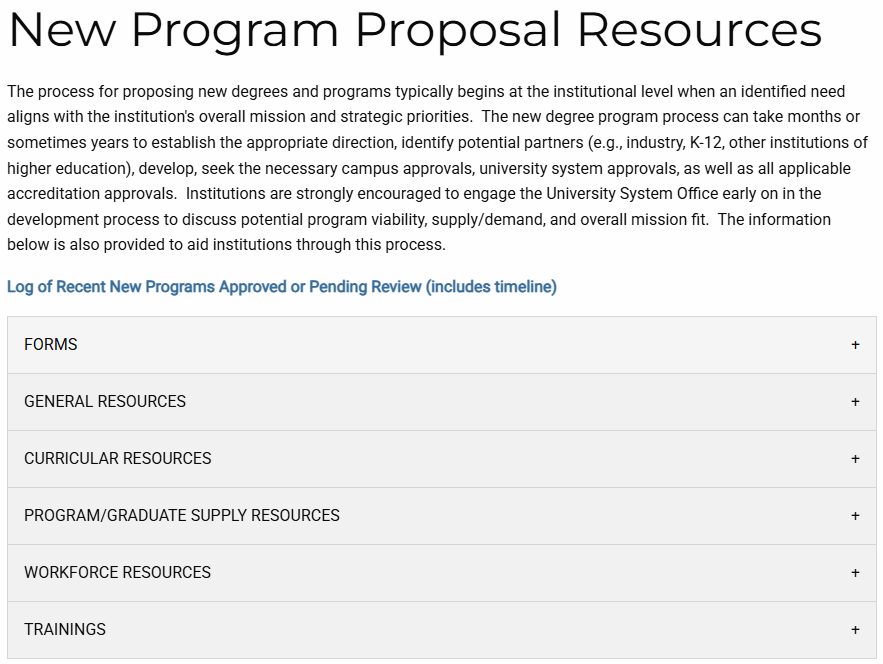 New Program Proposal Resources
The process for proposing new degrees and programs typically begins at the institutional level when an identified need
aligns with the institution's overall mission and strategic priorities.  The new degree program process can take months or
sometimes years to establish the appropriate direction, identify potential partners (e.g., industry, K-12, other institutions of
higher education), develop, seek the necessary campus approvals, university system approvals, as well as all applicable
accreditation approvals.  Institutions are strongly encouraged to engage the University System Office early on in the
development process to discuss potential program viability, supply/demand, and overall mission fit.  The information
below is also provided to aid institutions through this process.
Log of Recent New Programs Approved or Pending Review (includes timeline)
FORMS +
GENERAL RESOURCES +
CURRICULAR RESOURCES +
PROGRAM/GRADUATE SUPPLY RESOURCES +
WORKFORCE RESOURCES +
TRAININGS +